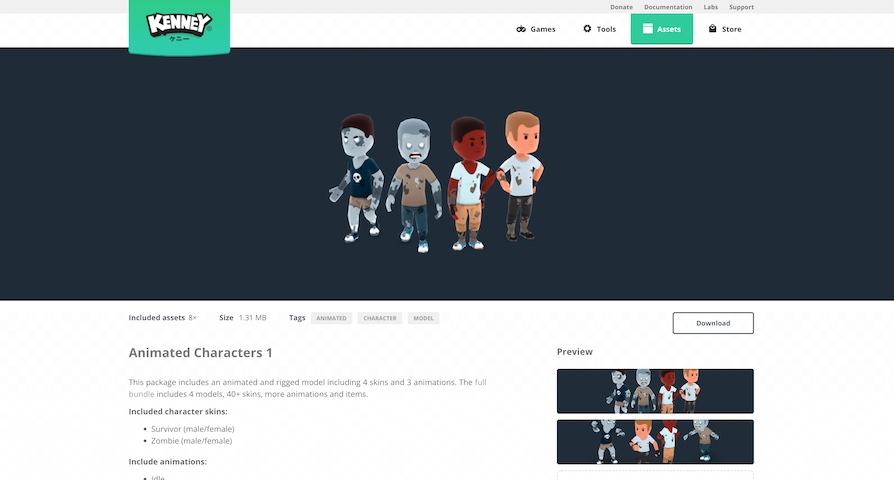 Donate Documentation Labs Support
KENNEY
ケニー
Games Tools Assets Store
Included assets 8× Size 1.31 MB Tags ANIMATED CHARACTER MODEL
Download
Animated Characters 1
Preview
This package includes an animated and rigged model including 4 skins and 3 animations. The full
bundle includes 4 models, 40+ skins, more animations and items.
Included character skins:
• Survivor (male/female)
• Zombie (male/female)
Include animations:
• Idle